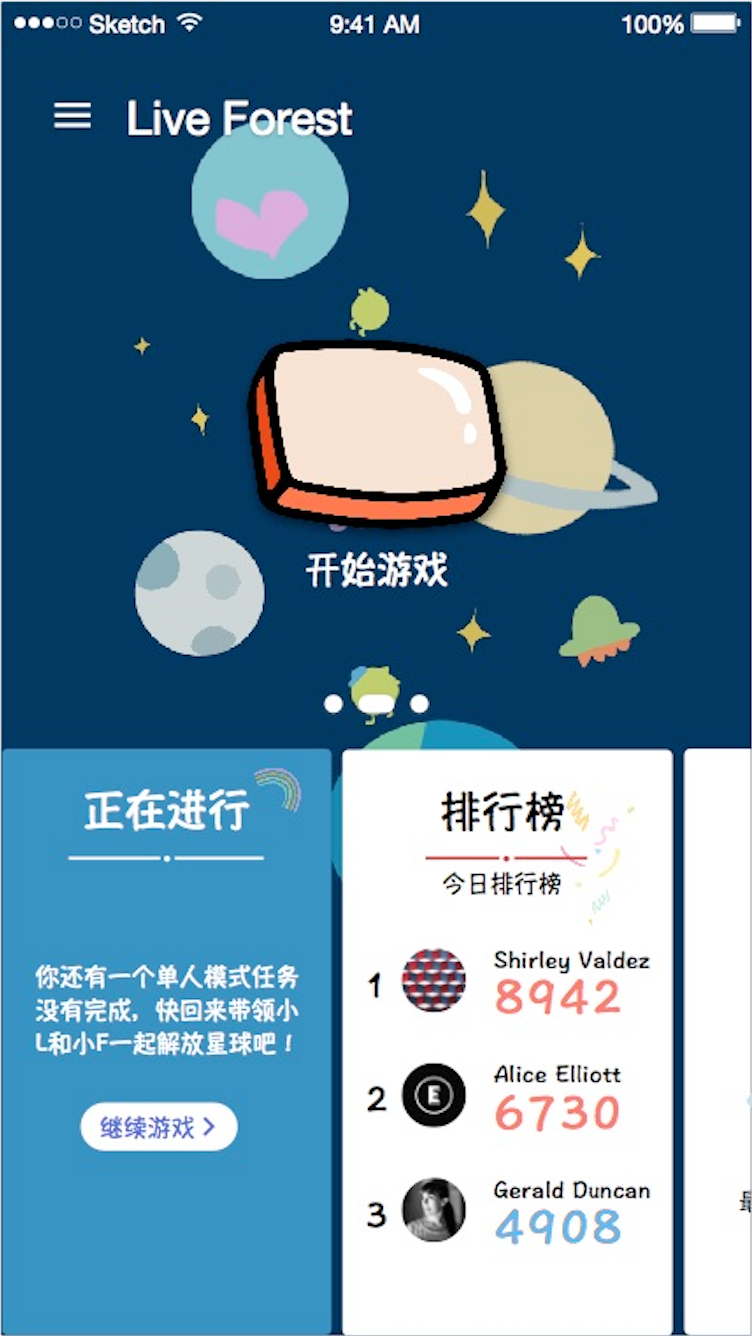 Sketch 9:41 AM 100%
Live Forest
开始游戏
正在进行
你还有一个单人模式任务
没有完成，快回来带领小
L和小F一起解放星球吧！
继续游戏
排行榜
今日排行榜
1 Shirley Valdez
8942
2 E Alice Elliott
6730
3 Gerald Duncan
4908